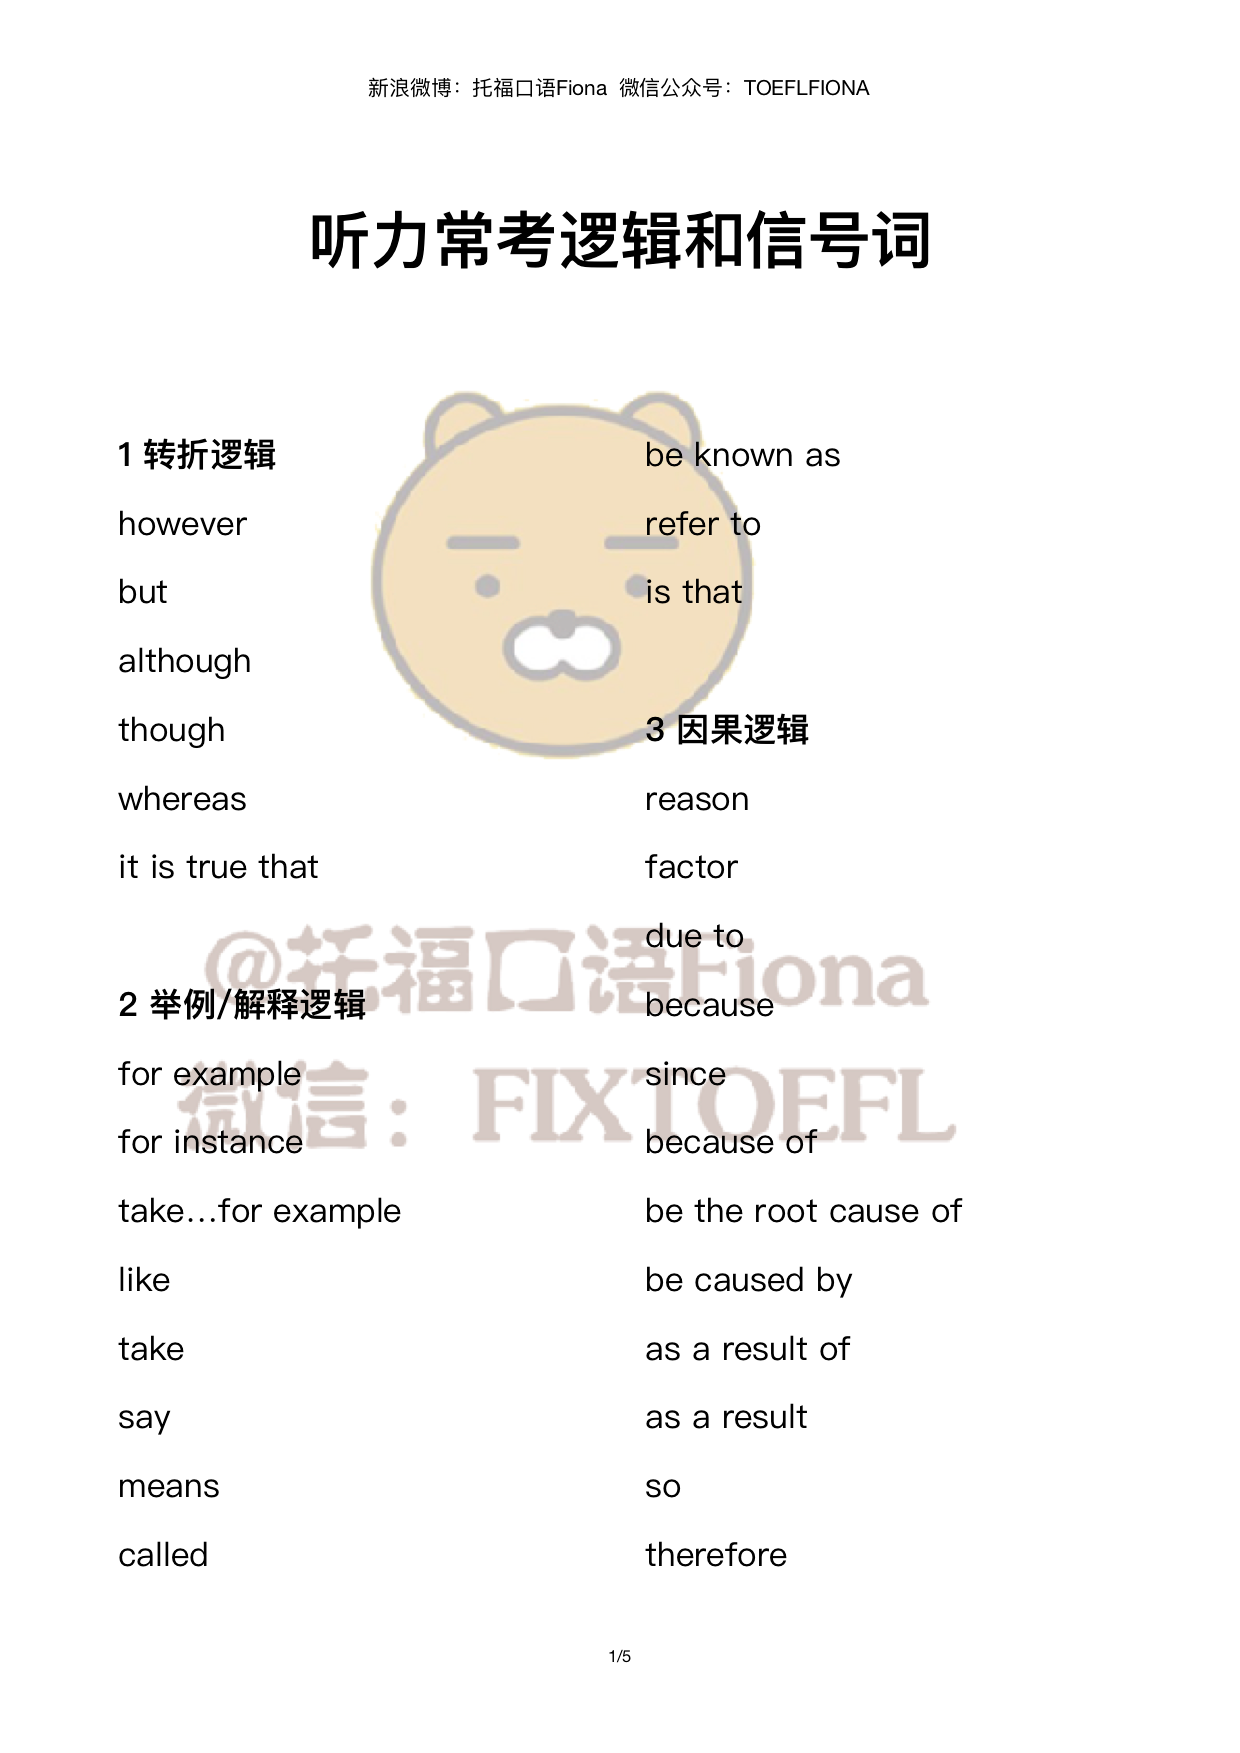 新浪微博：托福口语Fiona 微信公众号：TOEFLFIONA
听力常考逻辑和信号词
1 转折逻辑
however
but
although
though
whereas
it is true that
2 举例/解释逻辑
for example
for instance
take…for example
like
take
say
means
called
be known as
refer to
is that
3 因果逻辑
reason
factor
due to
because
since
because of
be the root cause of
be caused by
as a result of
as a result
so
therefore
@托福口语Fiona
微信：FIXTOEFL
1/5